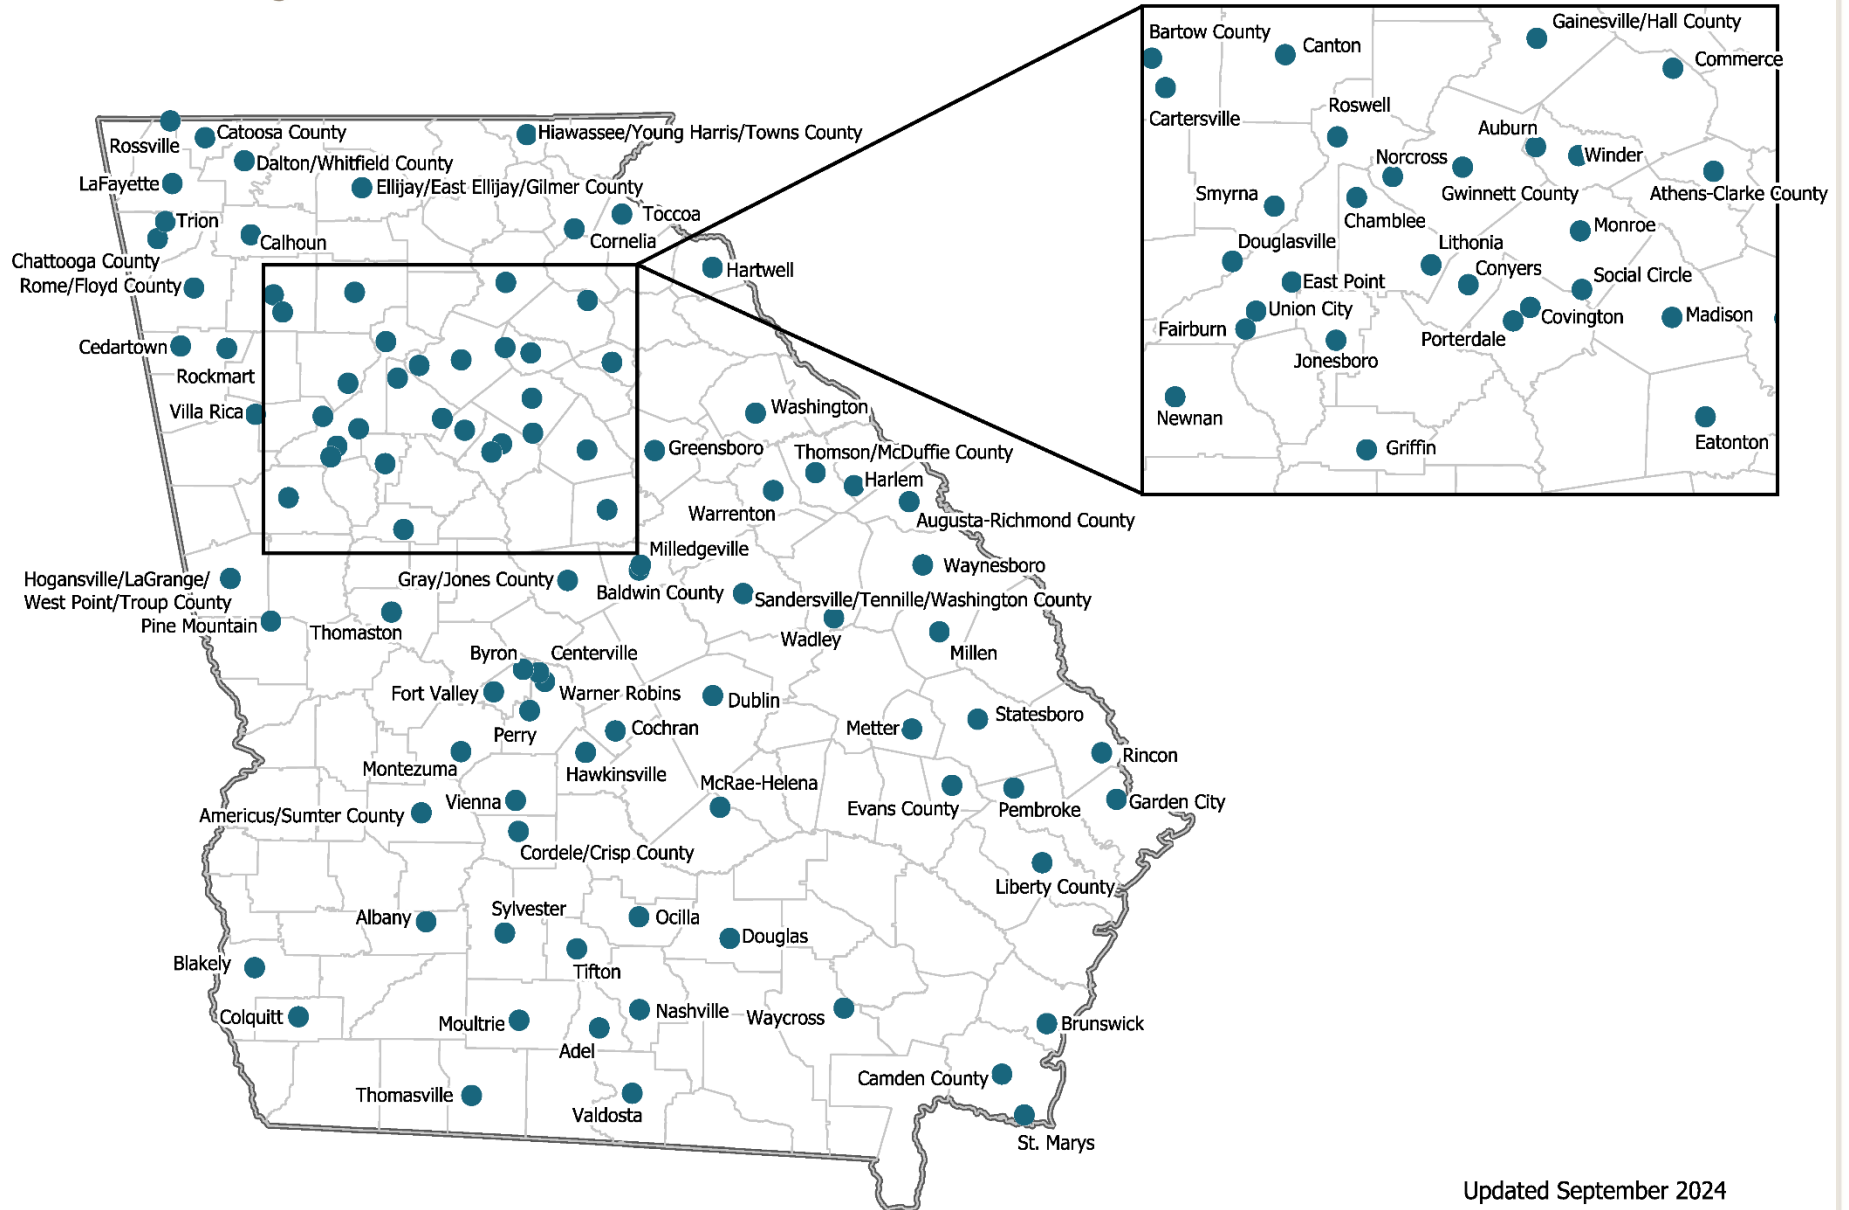 Bartow County
Canton
Gainesville/Hall County
Commerce
Cartersville
Roswell
Auburn
Winder
Norcross
Gwinnett County
Athens-Clarke County
Smyrna
Chamblee
Monroe
Douglasville
Lithonia
Conyers
Social Circle
East Point
Union City
Covington
Madison
Fairburn
Porterdale
Jonesboro
Newnan
Griffin
Eatonton
Rossville
Catoosa County
Hiawassee/Young Harris/Towns County
Dalton/Whitfield County
LaFayette
Ellijay/East Ellijay/Gilmer County
Trion
Toccoa
Calhoun
Cornelia
Chattooga County
Rome/Floyd County
Hartwell
Cedartown
Rockmart
Villa Rica
Washington
Greensboro
Thomson/McDuffie County
Harlem
Warrenton
Augusta-Richmond County
Milledgeville
Waynesboro
Hogansville/LaGrange/
West Point/Troup County
Gray/Jones County
Baldwin County
Sandersville/Tennille/Washington County
Pine Mountain
Thomaston
Wadley
Millen
Byron
Centerville
Fort Valley
Warner Robins
Dublin
Perry
Cochran
Metter
Statesboro
Montezuma
Hawkinsville
Rincon
McRae-Helena
Vienna
Evans County
Pembroke
Garden City
Americus/Sumter County
Cordele/Crisp County
Liberty County
Albany
Sylvester
Ocilla
Douglas
Blakely
Tifton
Colquitt
Moultrie
Nashville
Waycross
Brunswick
Adel
Camden County
Thomasville
Valdosta
St. Marys
Updated September 2024